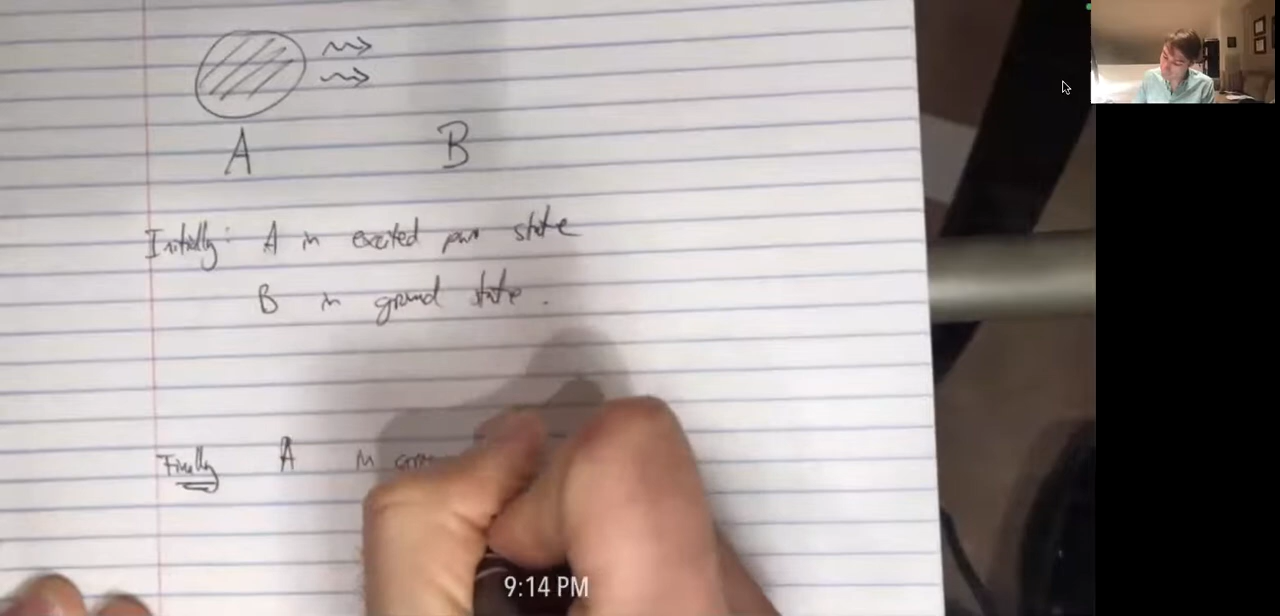 A B
Initially: A in excited pure state
B in ground state.
Finally A in
9:14 PM